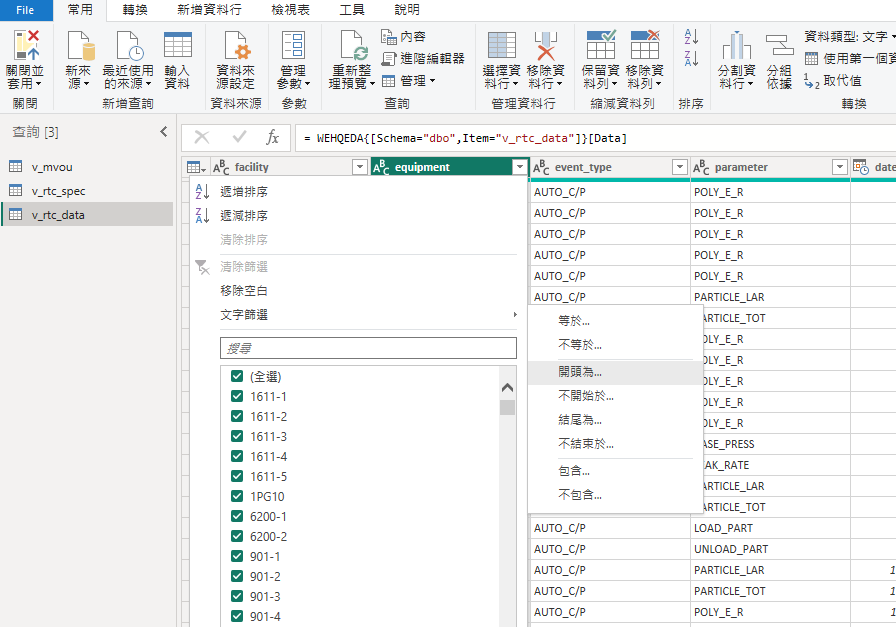 File 常用 轉換 新增資料行 檢視表 工具 說明
關閉並套用 新來源 最近使用的來源 輸入資料 資料來源設定 管理參數 重新整理預覽 內容 進階編輯器 管理 選擇資料行 移除資料行 保留資料列 移除資料列 分割資料行 分組依據 資料類型: 文字 使用第一個資 取代值
關閉 新增查詢 資料來源 參數 查詢 管理資料行 縮減資料列 排序 轉換
查詢 [3]
fx = WEHQEDA{[Schema="dbo",Item="v_rtc_data"]}[Data]
v_mvou
v_rtc_spec
v_rtc_data
ABC facility ABC equipment ABC event_type ABC parameter date
遞增排序
遞減排序
清除排序
清除篩選
移除空白
文字篩選
搜尋
(全選)
1611-1
1611-2
1611-3
1611-4
1611-5
1PG10
6200-1
6200-2
901-1
901-2
901-3
901-4
等於...
不等於...
開頭為...
不開始於...
結尾為...
不結束於...
包含...
不包含...
AUTO_C/P POLY_E_R
AUTO_C/P POLY_E_R
AUTO_C/P POLY_E_R
AUTO_C/P POLY_E_R
AUTO_C/P POLY_E_R
AUTO_C/P PARTICLE_LAR
ARTICLE_TOT
OLY_E_R
OLY_E_R
OLY_E_R
OLY_E_R
OLY_E_R
ASE_PRESS
EAK_RATE
ARTICLE_LAR
ARTICLE_TOT
AUTO_C/P LOAD_PART
AUTO_C/P UNLOAD_PART
AUTO_C/P PARTICLE_LAR 1
AUTO_C/P PARTICLE_TOT 1
AUTO_C/P POLY_E_R 1